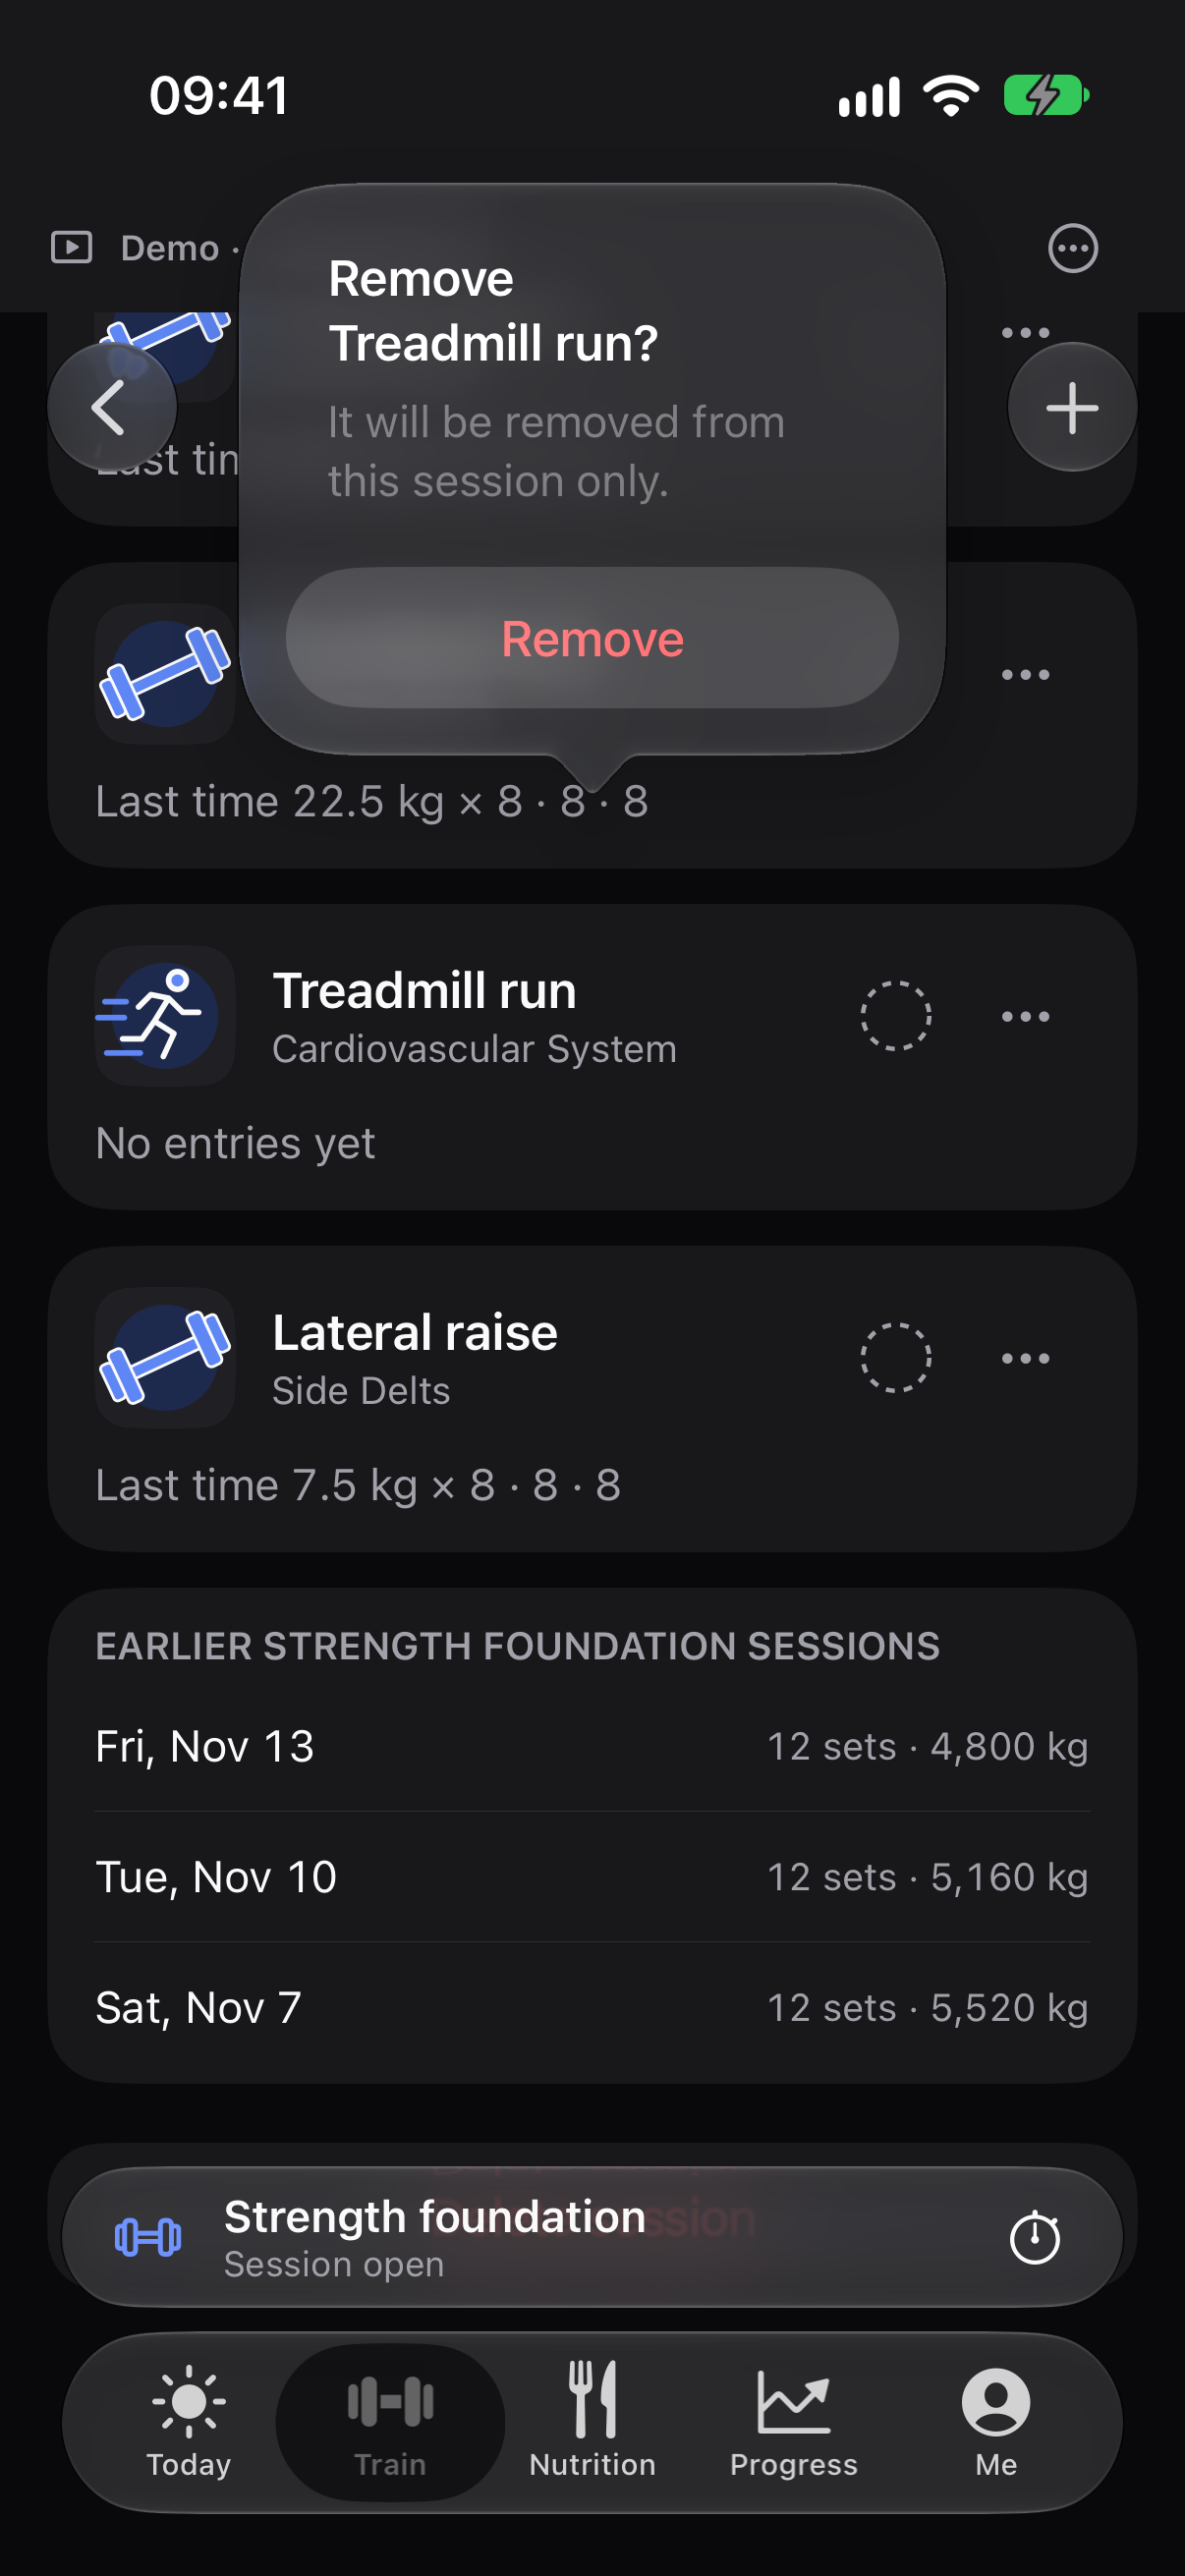 09:41
Demo ·
Remove
Treadmill run?
It will be removed from
this session only.
Remove
Last time 22.5 kg × 8 · 8 · 8
Treadmill run
Cardiovascular System
No entries yet
Lateral raise
Side Delts
Last time 7.5 kg × 8 · 8 · 8
EARLIER STRENGTH FOUNDATION SESSIONS
Fri, Nov 13
12 sets · 4,800 kg
Tue, Nov 10
12 sets · 5,160 kg
Sat, Nov 7
12 sets · 5,520 kg
Strength foundation
Session open
Today
Train
Nutrition
Progress
Me